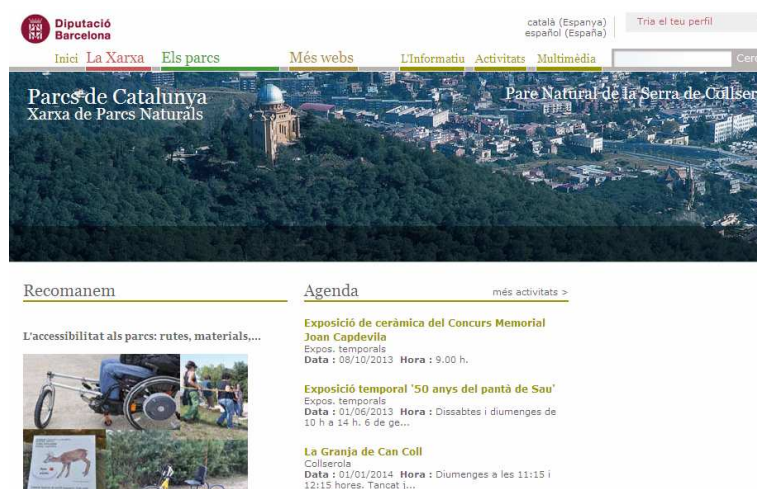 Diputació
Barcelona
català (Espanya)
español (España)
Tria el teu perfil
Inici La Xarxa Els parcs Més webs L'Informatiu Activitats Multimèdia Cerc
Parcs de Catalunya
Xarxa de Parcs Naturals
Pare Natural de la Serra de Collser
Recomanem
L'accessibilitat als parcs: rutes, materials,...
Agenda
més activitats >
Exposició de ceràmica del Concurs Memorial
Joan Capdevila
Expos. temporals
Data : 08/10/2013 Hora : 9.00 h.
Exposició temporal '50 anys del pantà de Sau'
Expos. temporals
Data : 01/06/2013 Hora : Dissabtes i diumenges de
10 h a 14 h. 6 de ge...
La Granja de Can Coll
Collserola
Data : 01/01/2014 Hora : Diumenges a les 11:15 i
12:15 hores. Tancat j...